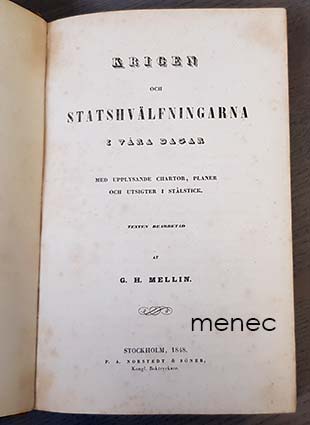 KRIGEN
OCH
STATSHVÄLFNINGARNA
I VÅRA DAGAR
MED UPPLYSANDE CHARTOR, PLANER
OCH UTSIGTER I STÅLSTICK.
TEXTEN BEARBETAD
AF
G. H. MELLIN.
menec
STOCKHOLM, 1848.
P. A. NORSTEDT & SÖNER,
Kongl. Boktryckare.